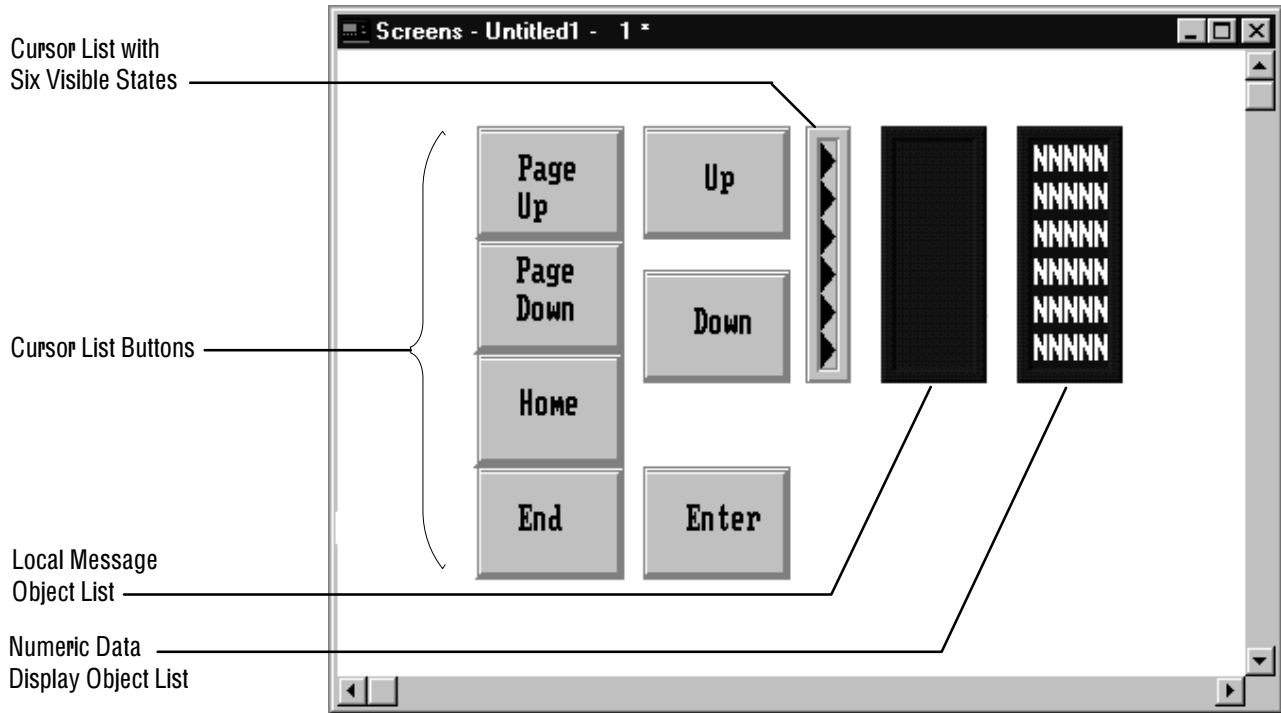 Screens - Untitled1 - 1 *
Cursor List with
Six Visible States
Cursor List Buttons
Local Message
Object List
Numeric Data
Display Object List
Page
Up
Page
Down
Home
End
Up
Down
Enter
NNNNN
NNNNN
NNNNN
NNNNN
NNNNN
NNNNN